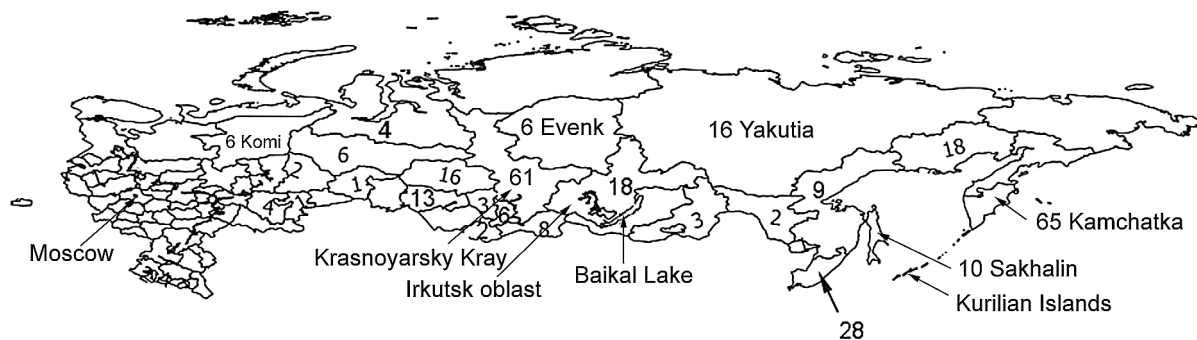 4
6 Evenk
16 Yakutia
6 Komi
18
6
2
16
61
1
18
13
3
9
6
3
2
2
8
65 Kamchatka
Moscow
Krasnoyarsky Kray
Baikal Lake
10 Sakhalin
Irkutsk oblast
Kurilian Islands
28